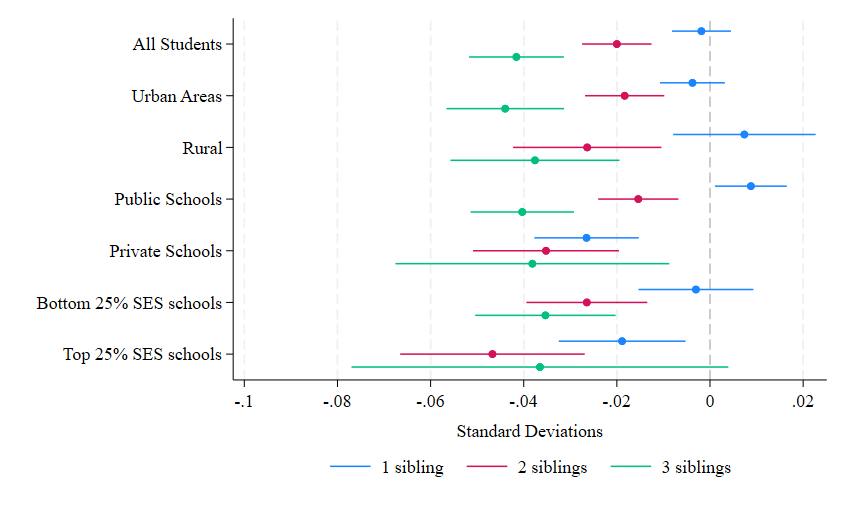 All Students
Urban Areas
Rural
Public Schools
Private Schools
Bottom 25% SES schools
Top 25% SES schools
-.1 -.08 -.06 -.04 -.02 0 .02
Standard Deviations
1 sibling 2 siblings 3 siblings